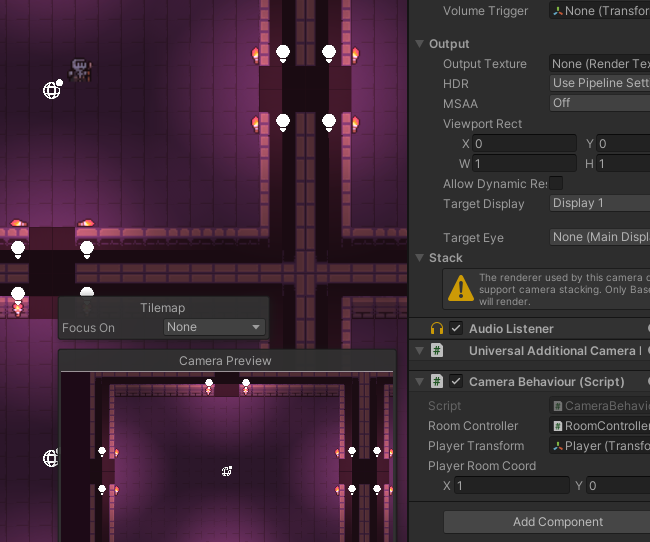 Volume Trigger None (Transfor
Output
Output Texture None (Render Tex
HDR Use Pipeline Sett
MSAA Off
Viewport Rect
X 0 Y 0
W 1 H 1
Allow Dynamic Res
Target Display Display 1
Target Eye None (Main Displ
Stack
The renderer used by this camera d
support camera stacking. Only Bas
will render.
Audio Listener
Universal Additional Camera
Camera Behaviour (Script)
Script CameraBehavi
Room Controller RoomController
Player Transform Player (Transfo
Player Room Coord
X 1 Y 0
Add Component
Tilemap
Focus On None
Camera Preview